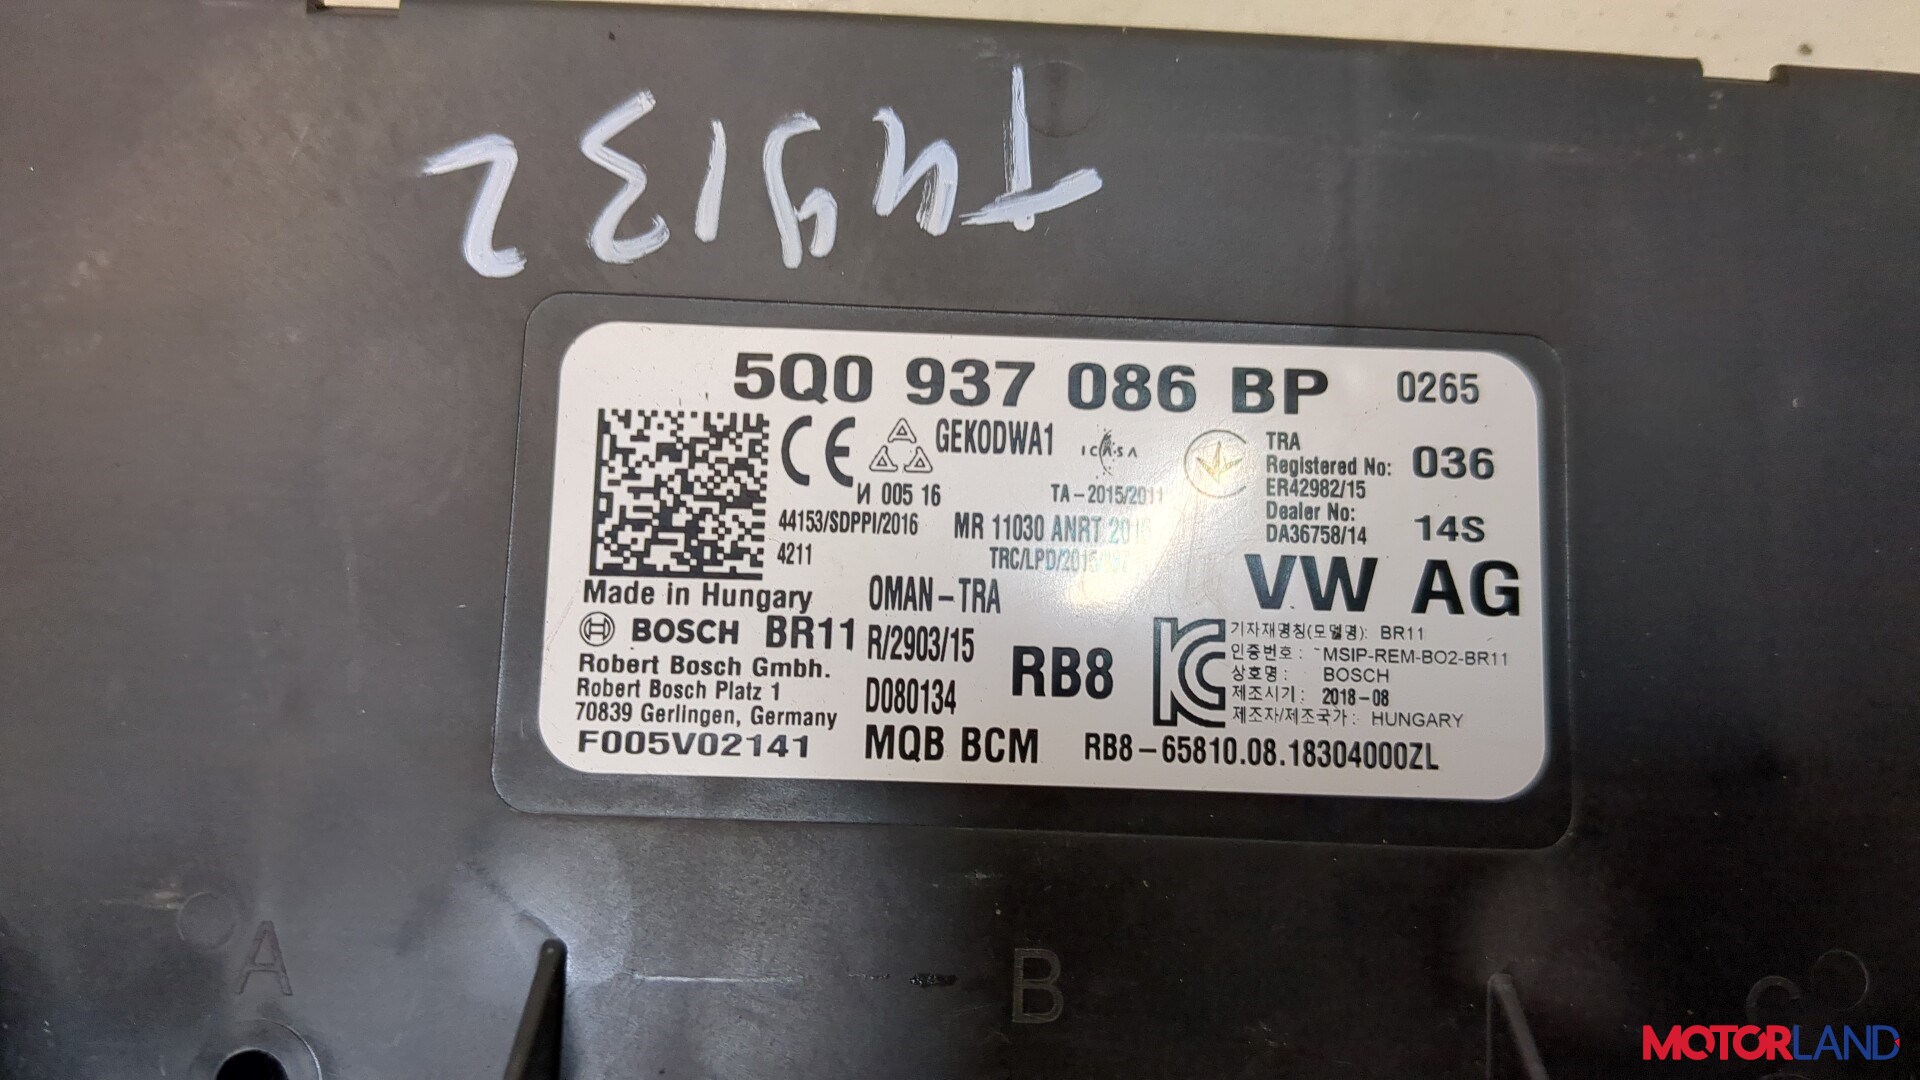 5Q0 937 086 BP 0265
CE GEKODWA1 ICASA TRA
Registered No: 036
И 005 16 TA-2015/2011 ER42982/15
44153/SDPPI/2016 MR 11030 ANRT Dealer No: 14S
4211 DA36758/14
Made in Hungary OMAN-TRA VW AG
BOSCH BR11 R/2903/15 RB8
Robert Bosch Gmbh.
Robert Bosch Platz 1 D080134
70839 Gerlingen, Germany
F005V02141 MQB BCM RB8-65810.08.18304000ZL
기자재명칭(모델명): BR11
인증번호: MSIP-REM-BO2-BR11
상호명: BOSCH
제조시기: 2018-08
제조자/제조국가: HUNGARY
A B C
MOTORLAND